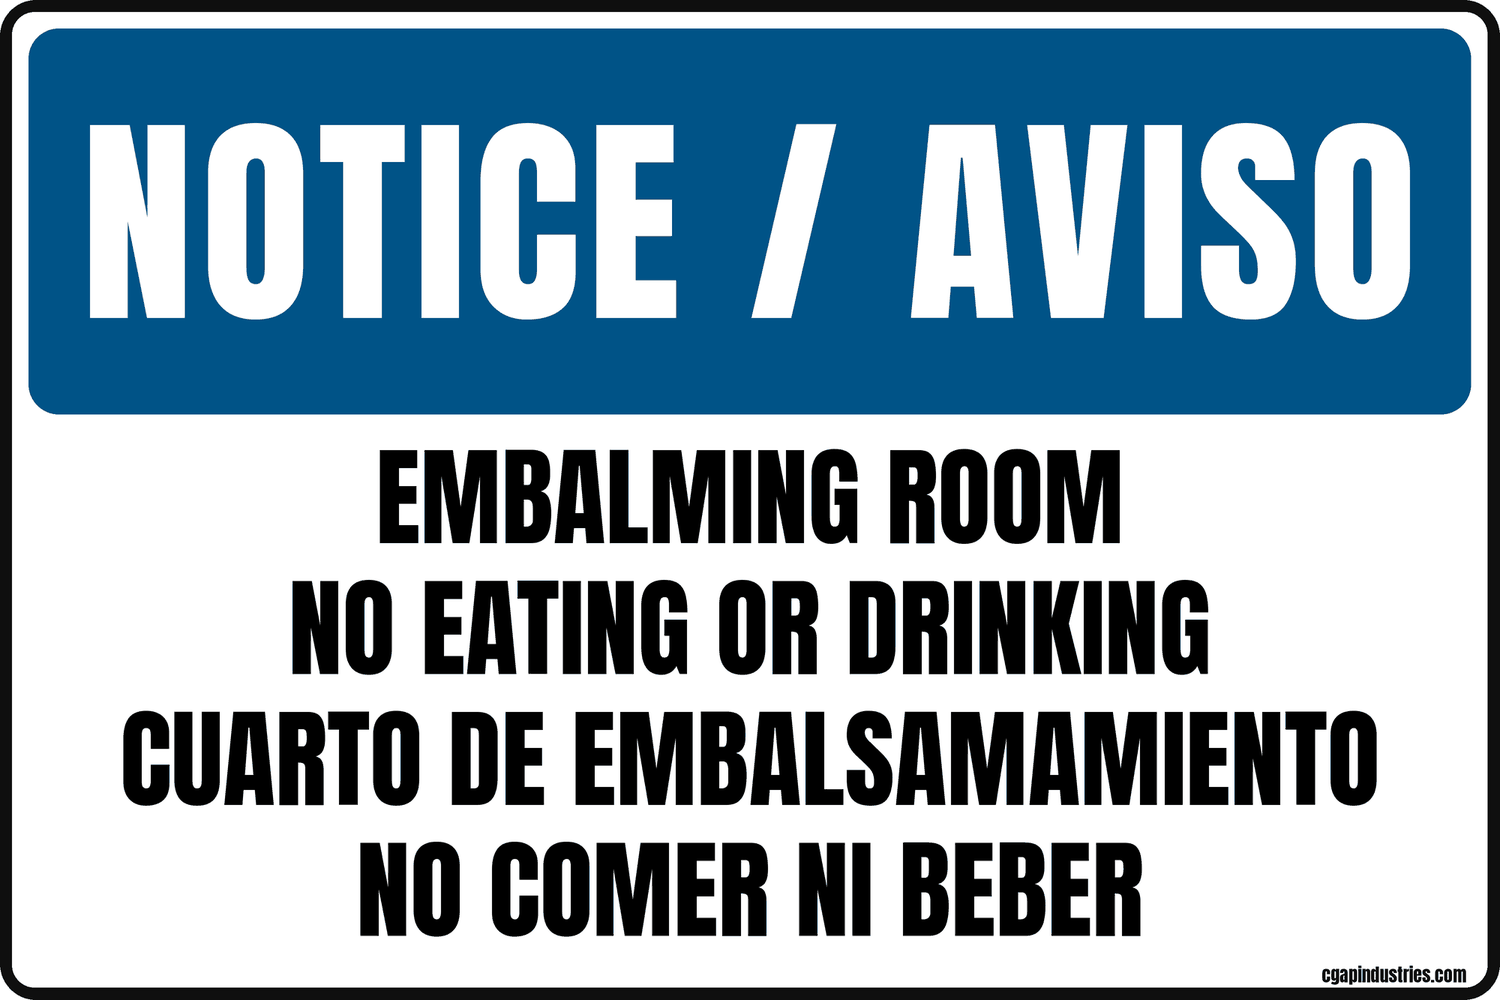 NOTICE / AVISO
EMBALMING ROOM
NO EATING OR DRINKING
CUARTO DE EMBALSAMAMIENTO
NO COMER NI BEBER
cgapindustries.com